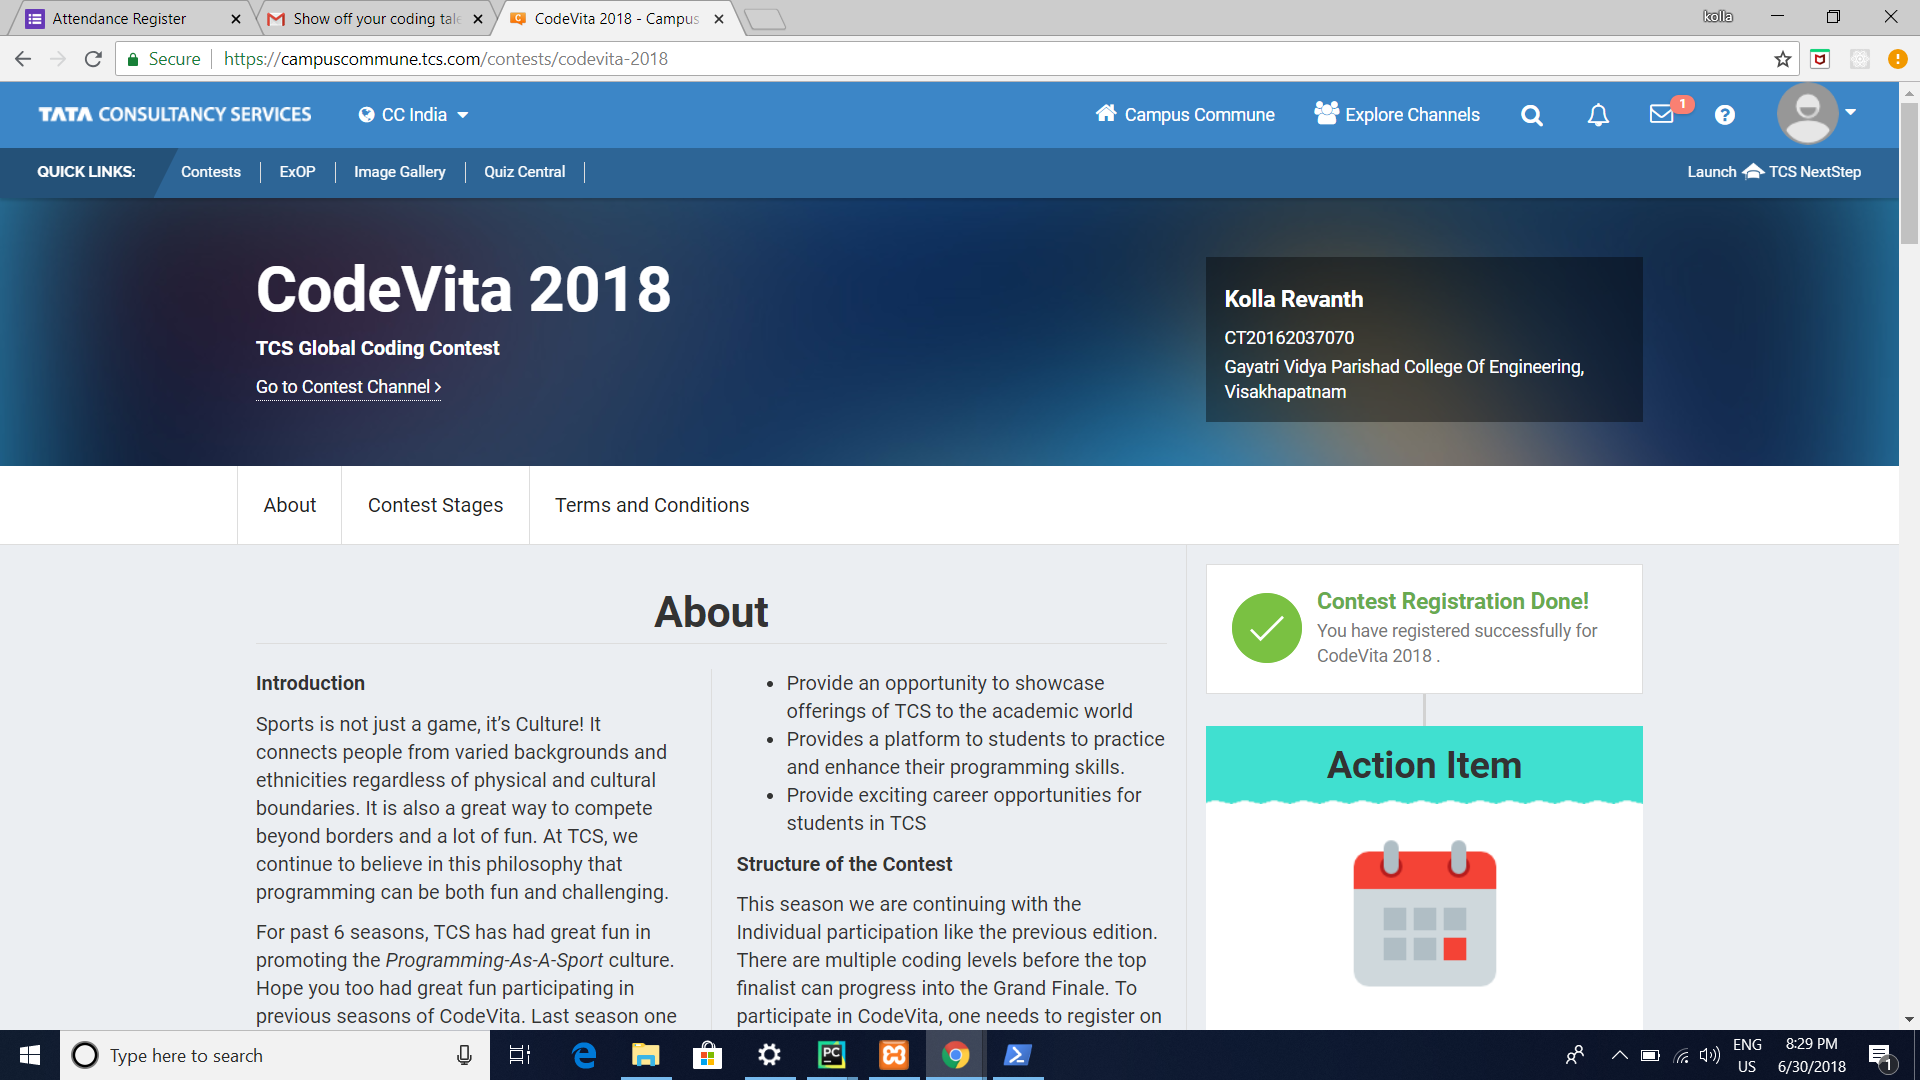 Attendance Register
Show off your coding tale
CodeVita 2018 - Campus
kolla
Secure
https://campuscommune.tcs.com/contests/codevita-2018
TATA CONSULTANCY SERVICES
CC India
Campus Commune
Explore Channels
1
QUICK LINKS:
Contests
ExOP
Image Gallery
Quiz Central
Launch TCS NextStep
CodeVita 2018
TCS Global Coding Contest
Go to Contest Channel >
Kolla Revanth
CT20162037070
Gayatri Vidya Parishad College Of Engineering,
Visakhapatnam
About
Contest Stages
Terms and Conditions
About
Introduction
Sports is not just a game, it's Culture! It
connects people from varied backgrounds and
ethnicities regardless of physical and cultural
boundaries. It is also a great way to compete
beyond borders and a lot of fun. At TCS, we
continue to believe in this philosophy that
programming can be both fun and challenging.
For past 6 seasons, TCS has had great fun in
promoting the Programming-As-A-Sport culture.
Hope you too had great fun participating in
previous seasons of CodeVita. Last season one
• Provide an opportunity to showcase
offerings of TCS to the academic world
• Provides a platform to students to practice
and enhance their programming skills.
• Provide exciting career opportunities for
students in TCS
Structure of the Contest
This season we are continuing with the
Individual participation like the previous edition.
There are multiple coding levels before the top
finalist can progress into the Grand Finale. To
participate in CodeVita, one needs to register on
Contest Registration Done!
You have registered successfully for
CodeVita 2018 .
Action Item
Type here to search
PC
ENG
US
8:29 PM
6/30/2018
1